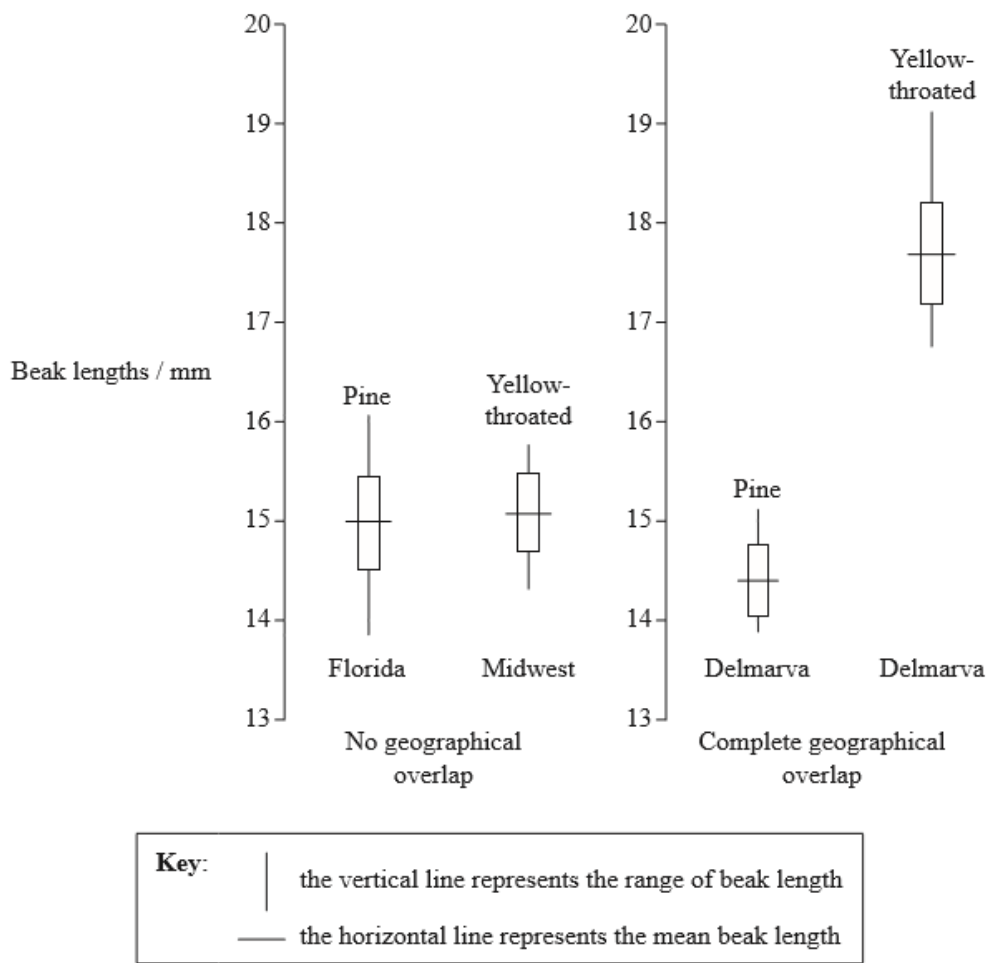 20
19
18
17
16
15
14
13
Beak lengths / mm
Pine
Yellow-
throated
Florida
Midwest
No geographical
overlap
20
19
18
17
16
15
14
13
Pine
Yellow-
throated
Delmarva
Delmarva
Complete geographical
overlap
Key:
the vertical line represents the range of beak length
the horizontal line represents the mean beak length